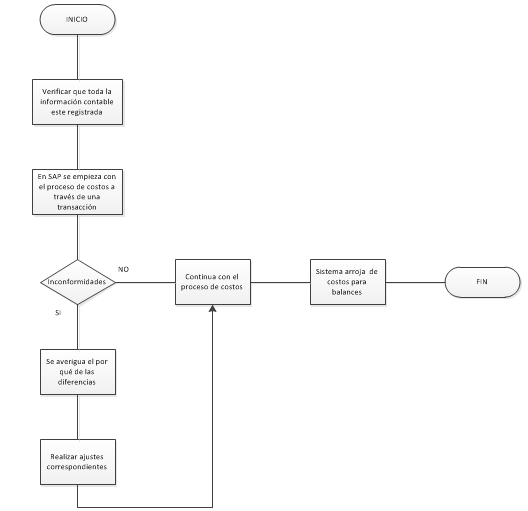 INICIO
Verificar que toda la
información contable
este registrada
En SAP se empieza con
el proceso de costos a
través de una
transacción
Inconformidades
NO
SI
Continua con el
proceso de costos
Sistema arroja de
costos para
balances
FIN
Se averigua el por
qué de las
diferencias
Realizar ajustes
correspondientes